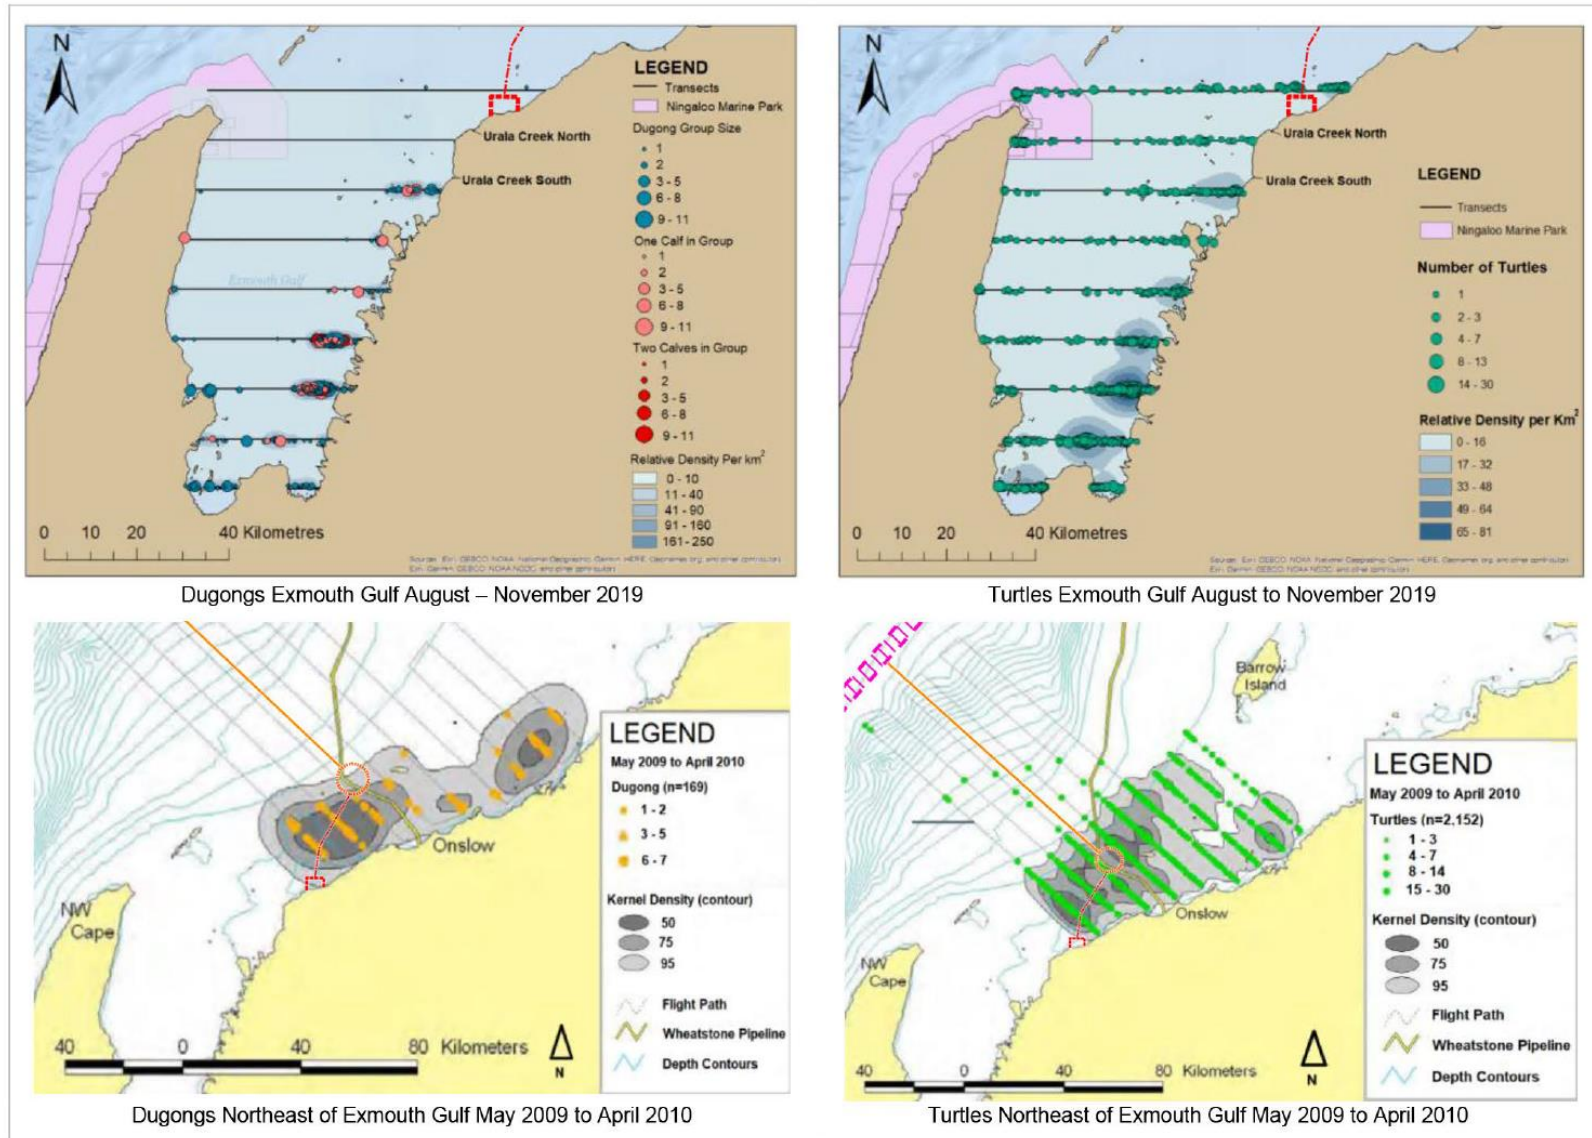 N
LEGEND
Transects
Ningaloo Marine Park
Dugong Group Size
1
2
3 - 5
6 - 8
9 - 11
One Calf in Group
1
2
3 - 5
6 - 8
9 - 11
Two Calves in Group
1
2
3 - 5
6 - 8
9 - 11
Relative Density Per km2
0 - 10
11 - 40
41 - 90
91 - 160
161 - 250
Urala Creek North
Urala Creek South
Exmouth Gulf
0 10 20 40 Kilometres
Dugongs Exmouth Gulf August – November 2019
N
Urala Creek North
Urala Creek South
LEGEND
Transects
Ningaloo Marine Park
Number of Turtles
1
2 - 3
4 - 7
8 - 13
14 - 30
Relative Density per Km2
0 - 16
17 - 32
33 - 48
49 - 64
65 - 81
0 10 20 40 Kilometres
Turtles Exmouth Gulf August to November 2019
Onslow
NW
Cape
LEGEND
May 2009 to April 2010
Dugong (n=169)
1 - 2
3 - 5
6 - 7
Kernel Density (contour)
50
75
95
Flight Path
Wheatstone Pipeline
Depth Contours
40 0 40 80 Kilometers
N
Dugongs Northeast of Exmouth Gulf May 2009 to April 2010
Barrow
Island
Onslow
NW
Cape
LEGEND
May 2009 to April 2010
Turtles (n=2,152)
1 - 3
4 - 7
8 - 14
15 - 30
Kernel Density (contour)
50
75
95
Flight Path
Wheatstone Pipeline
Depth Contours
40 0 40 80 Kilometers
N
Turtles Northeast of Exmouth Gulf May 2009 to April 2010